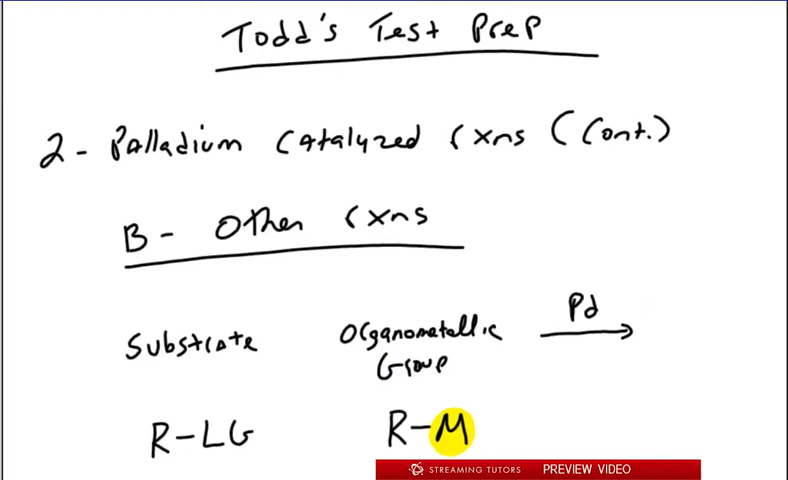 Todd's Test Prep
2 - Palladium Catalyzed rxns (Cont.)
B - Other rxns
Substrate Organometallic Group Pd
R-LG R-M
STREAMING TUTORS PREVIEW VIDEO